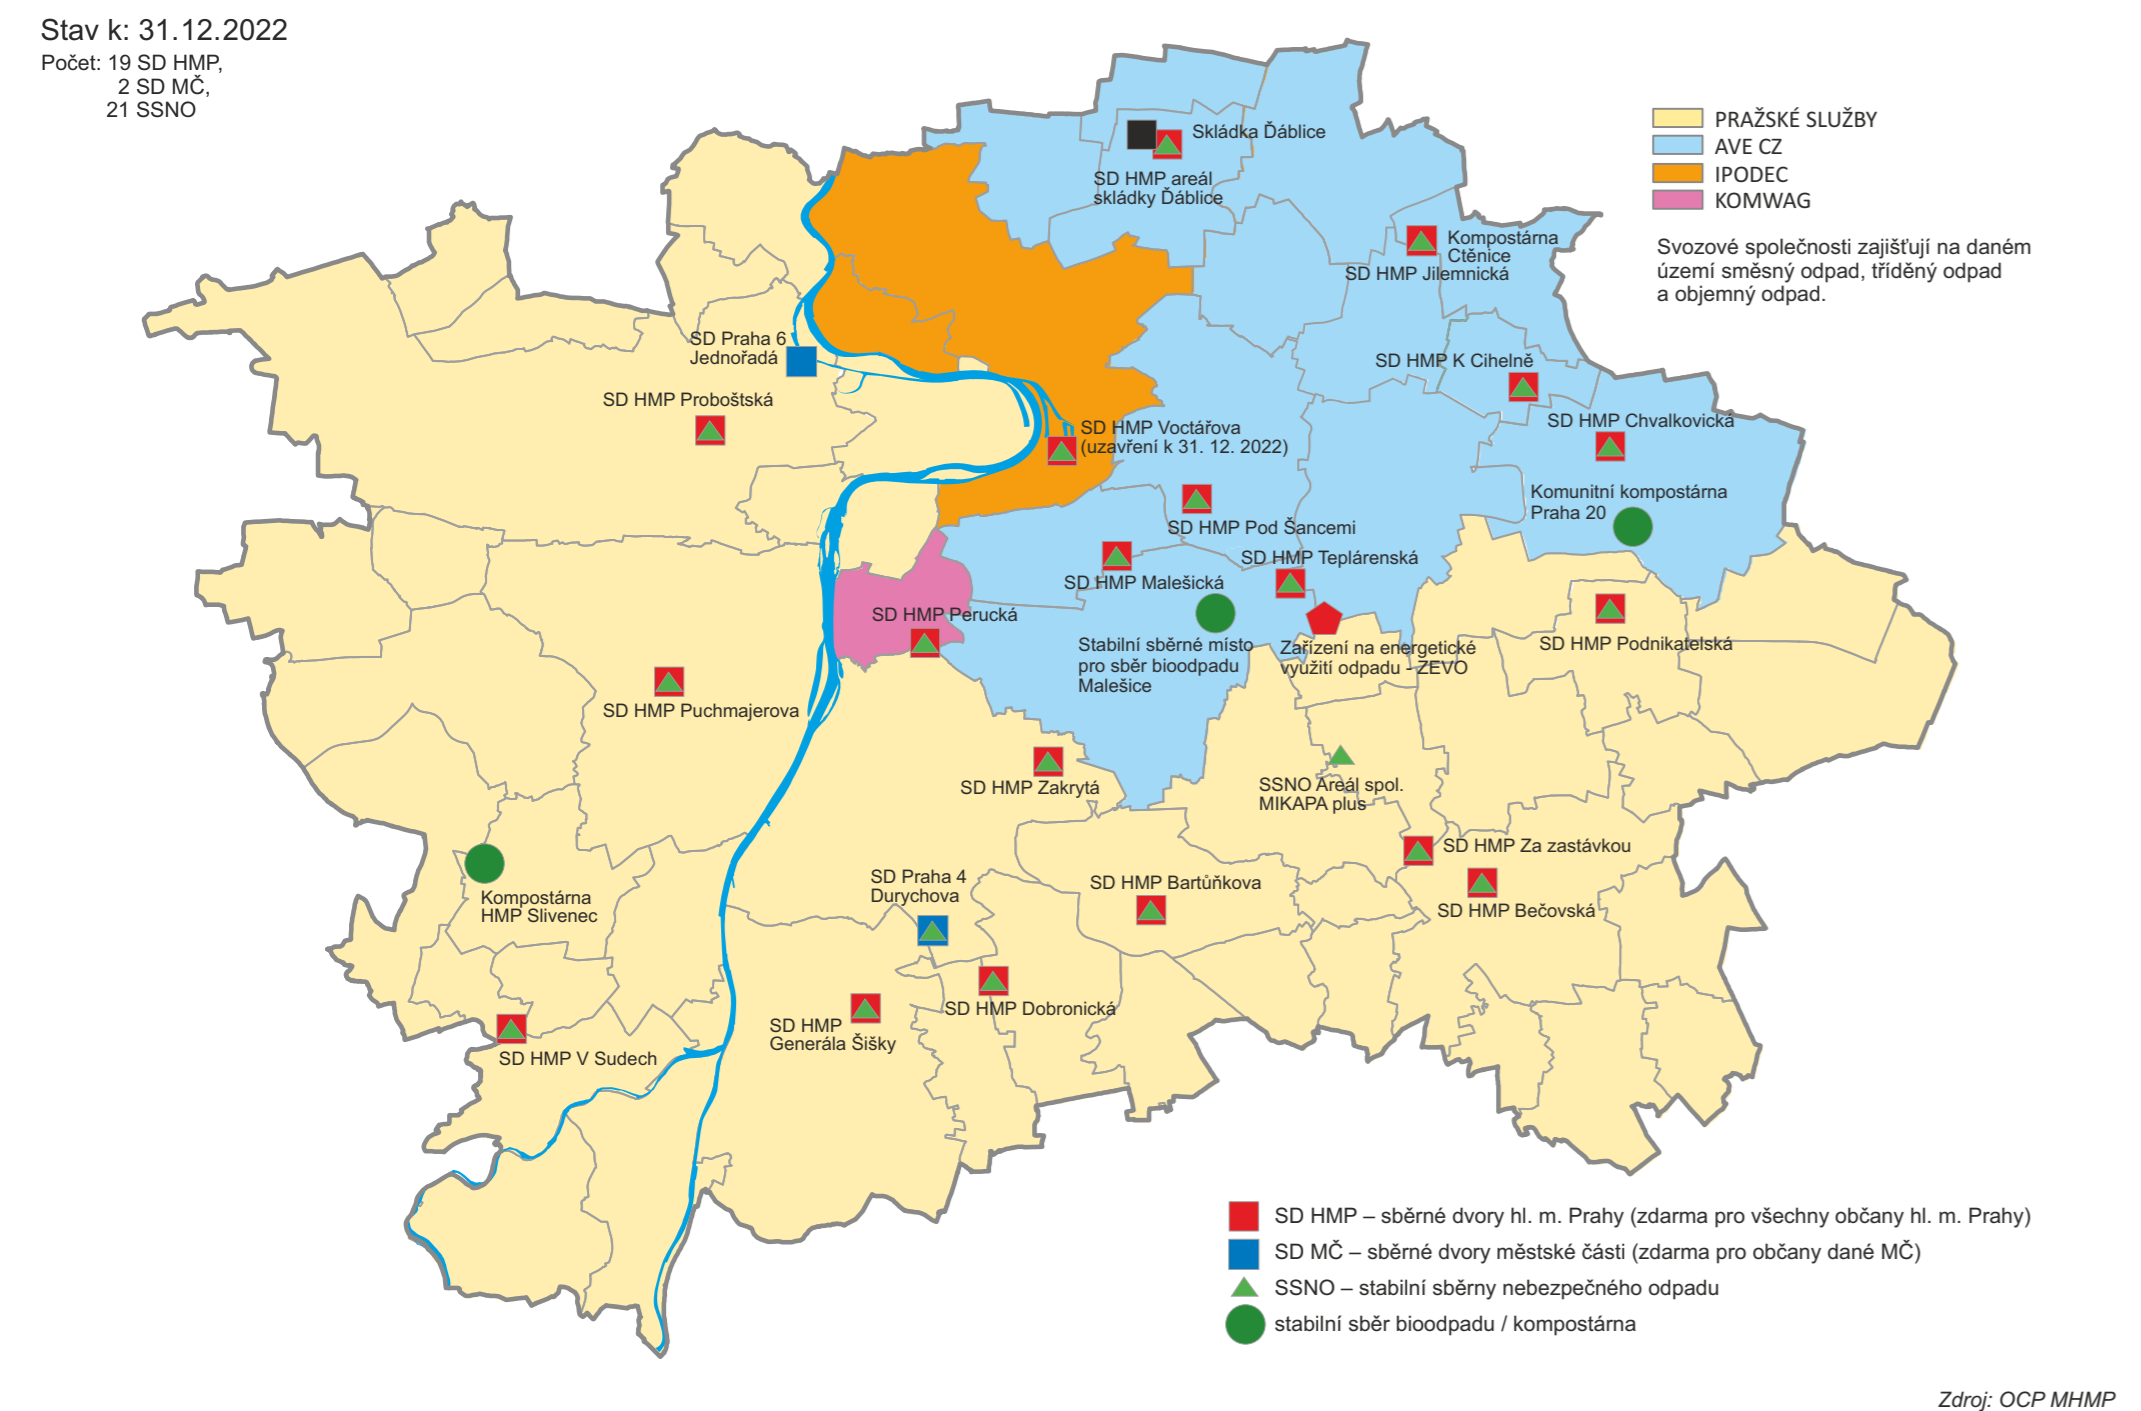 Stav k: 31.12.2022
Počet: 19 SD HMP,
2 SD MČ,
21 SSNO
PRAŽSKÉ SLUŽBY
AVE CZ
IPODEC
KOMWAG
Svozové společnosti zajišťují na daném
území směsný odpad, tříděný odpad
a objemný odpad.
Skládka Ďáblice
SD HMP areál
skládky Ďáblice
Kompostárna
Ctěnice
SD HMP Jilemnická
SD Praha 6
Jednořadá
SD HMP K Cihelně
SD HMP Proboštská
SD HMP Chvalkovická
SD HMP Voctářova
(uzavření k 31. 12. 2022)
Komunitní kompostárna
Praha 20
SD HMP Pod Šancemi
SD HMP Teplárenská
SD HMP Malešická
SD HMP Perucká
Stabilní sběrné místo
pro sběr bioodpadu
Malešice
Zařízení na energetické
využití odpadu - ZEVO
SD HMP Podnikatelská
SD HMP Puchmajerova
SD HMP Zakrytá
SSNO Areál spol.
MIKAPA plus
SD HMP Za zastávkou
SD Praha 4
Durychova
SD HMP Bartůňkova
SD HMP Bečovská
Kompostárna
HMP Slivenec
SD HMP Dobronická
SD HMP
Generála Šišky
SD HMP V Sudech
SD HMP – sběrné dvory hl. m. Prahy (zdarma pro všechny občany hl. m. Prahy)
SD MČ – sběrné dvory městské části (zdarma pro občany dané MČ)
SSNO – stabilní sběrny nebezpečného odpadu
stabilní sběr bioodpadu / kompostárna
Zdroj: OCP MHMP